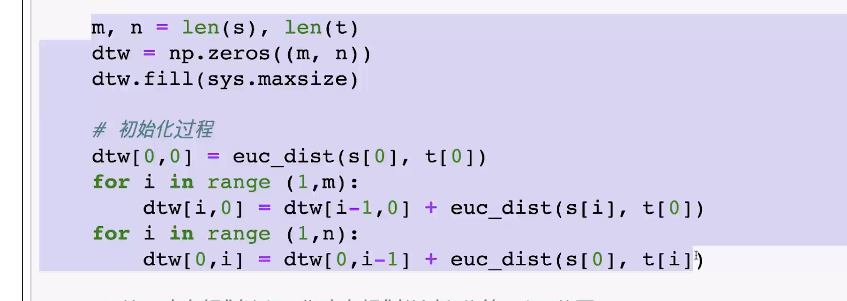 m, n = len(s), len(t)
dtw = np.zeros((m, n))
dtw.fill(sys.maxsize)
# 初始化过程
dtw[0,0] = euc_dist(s[0], t[0])
for i in range (1,m):
    dtw[i,0] = dtw[i-1,0] + euc_dist(s[i], t[0])
for i in range (1,n):
    dtw[0,i] = dtw[0,i-1] + euc_dist(s[0], t[i])